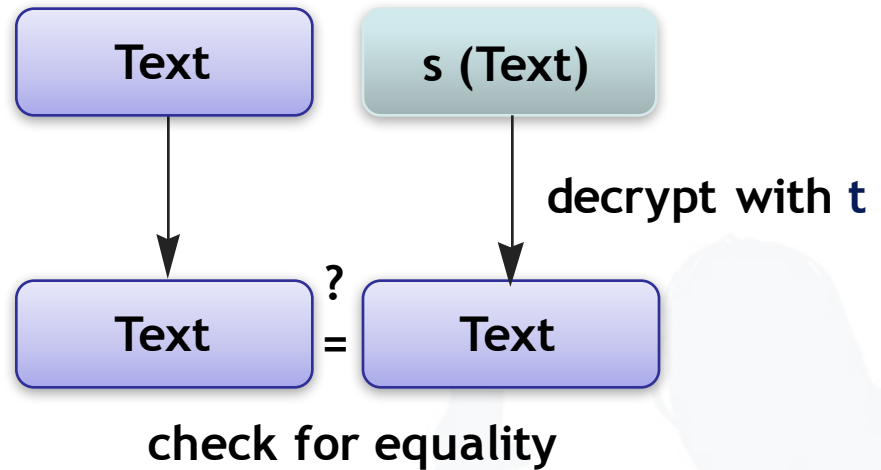 Text
s (Text)
decrypt with t
Text
?
=
Text
check for equality